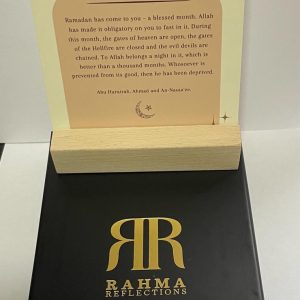 Ramadan has come to you – a blessed month. Allah
has made it obligatory on you to fast in it. During
this month, the gates of heaven are open, the gates
of the Hellfire are closed and the evil devils are
chained. To Allah belongs a night in it, which is
better than a thousand months. Whosoever is
prevented from its good, then he has been deprived.
Abu Hurairah, Ahmad and An-Nasaa'ee.
RR
RAHMA
REFLECTIONS